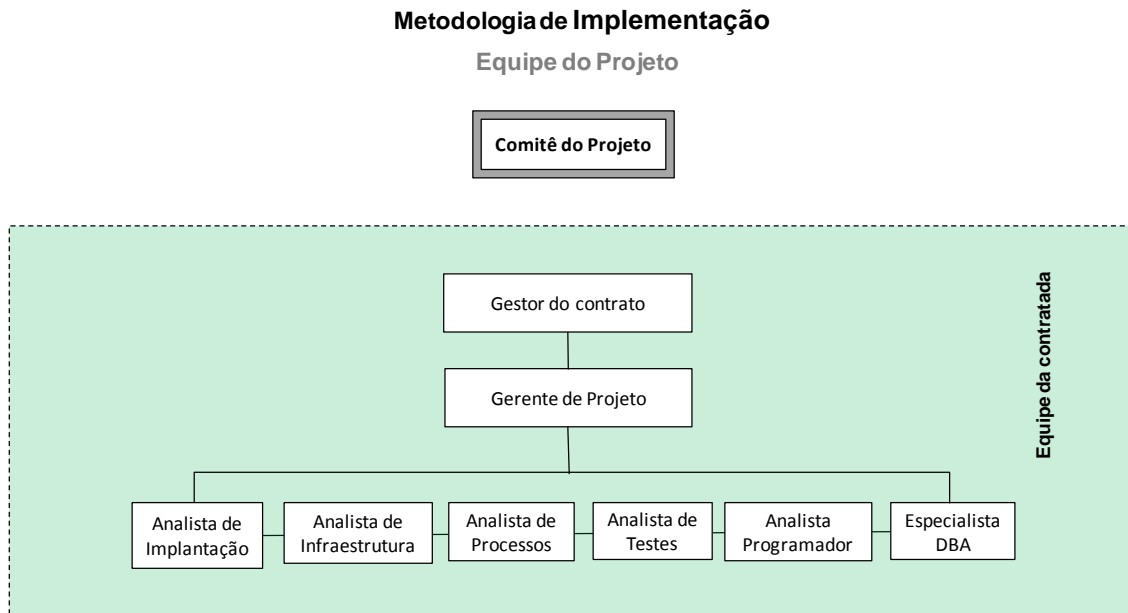 Metodologia de Implementação
Equipe do Projeto
Comitê do Projeto
Equipe da contratada
Gestor do contrato
Gerente de Projeto
Analista de
Implantação
Analista de
Infraestrutura
Analista de
Processos
Analista de
Testes
Analista
Programador
Especialista
DBA